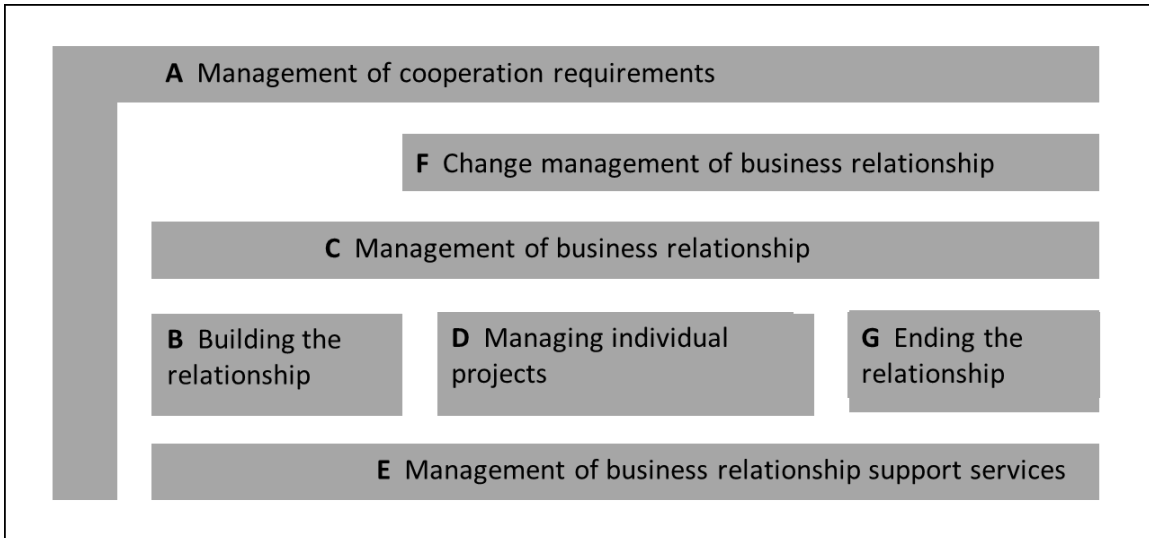 A Management of cooperation requirements
F Change management of business relationship
C Management of business relationship
B Building the
relationship
D Managing individual
projects
G Ending the
relationship
E Management of business relationship support services